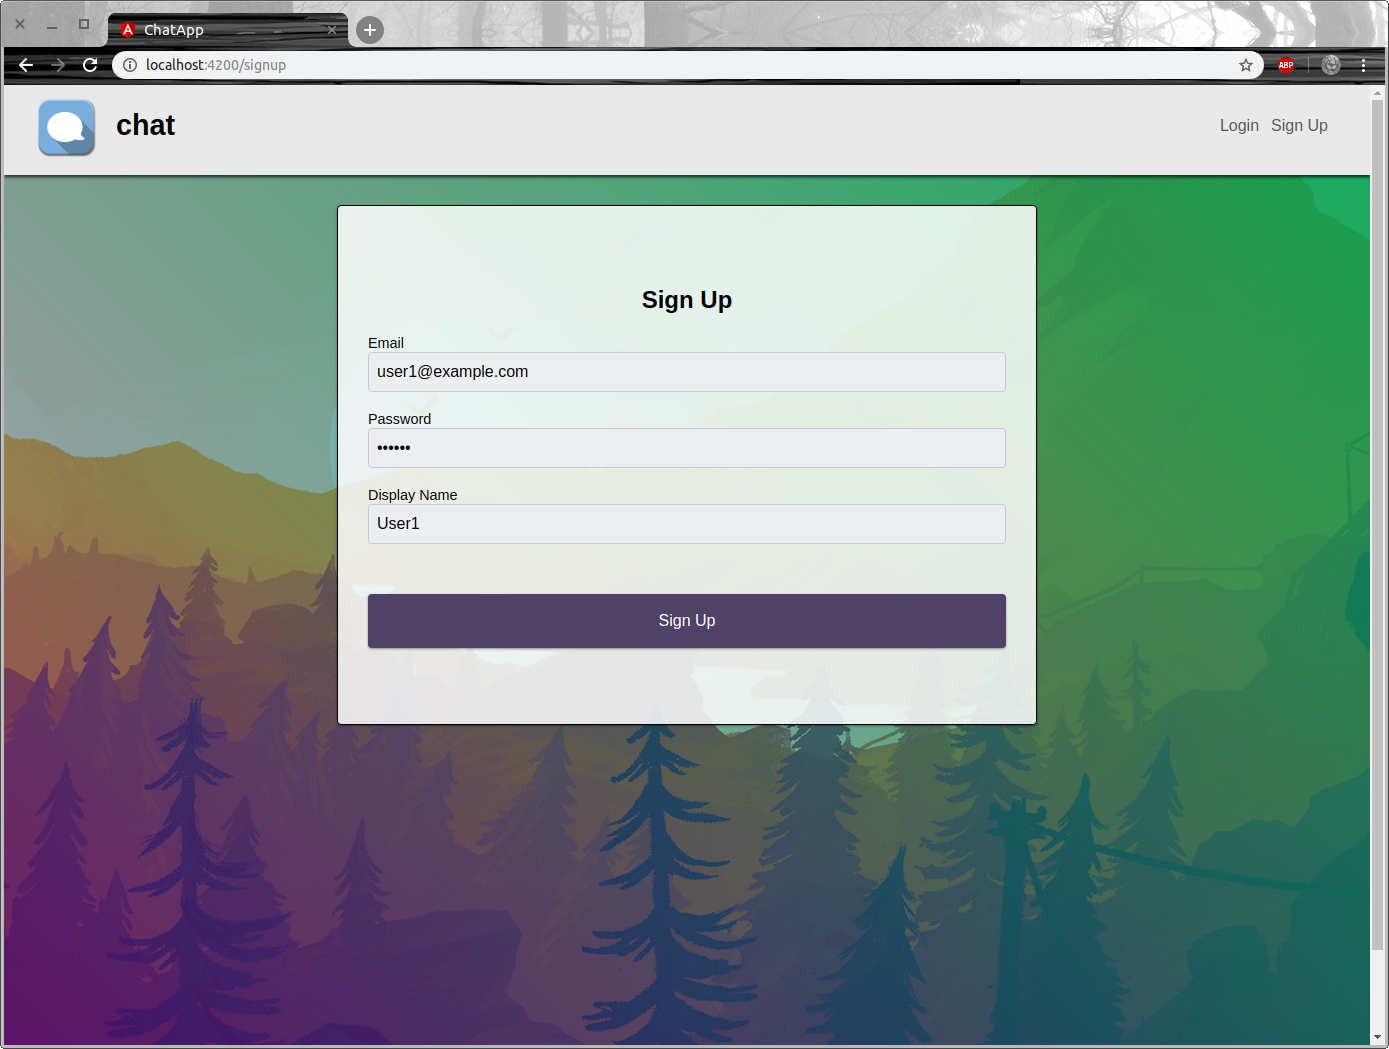 ChatApp
localhost:4200/signup
ABP
chat
Login Sign Up
Sign Up
Email
user1@example.com
Password
••••••
Display Name
User1
Sign Up